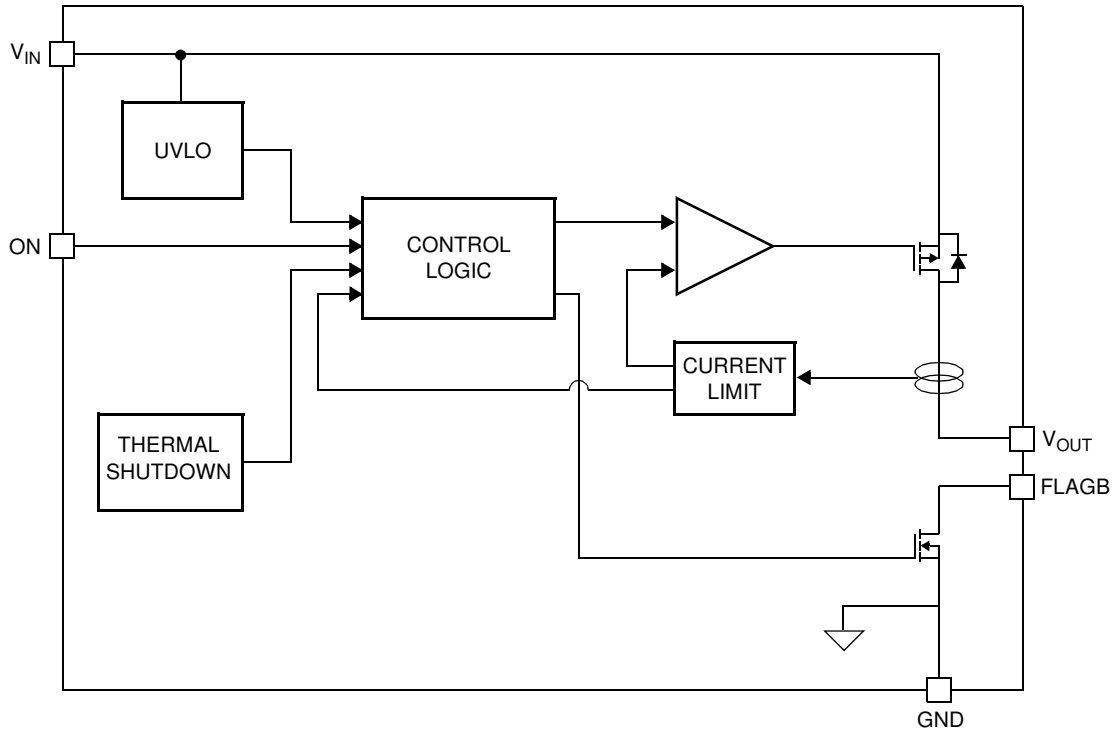 V_IN
UVLO
ON
CONTROL
LOGIC
CURRENT
LIMIT
THERMAL
SHUTDOWN
V_OUT
FLAGB
GND